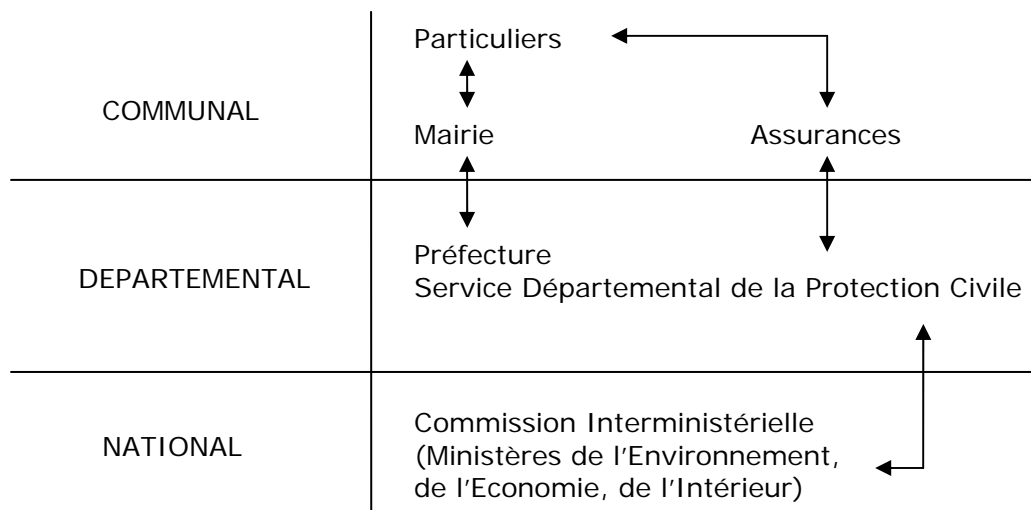 COMMUNAL
Particuliers
Mairie
Assurances
DEPARTEMENTAL
Préfecture
Service Départemental de la Protection Civile
NATIONAL
Commission Interministérielle
(Ministères de l'Environnement,
de l'Economie, de l'Intérieur)